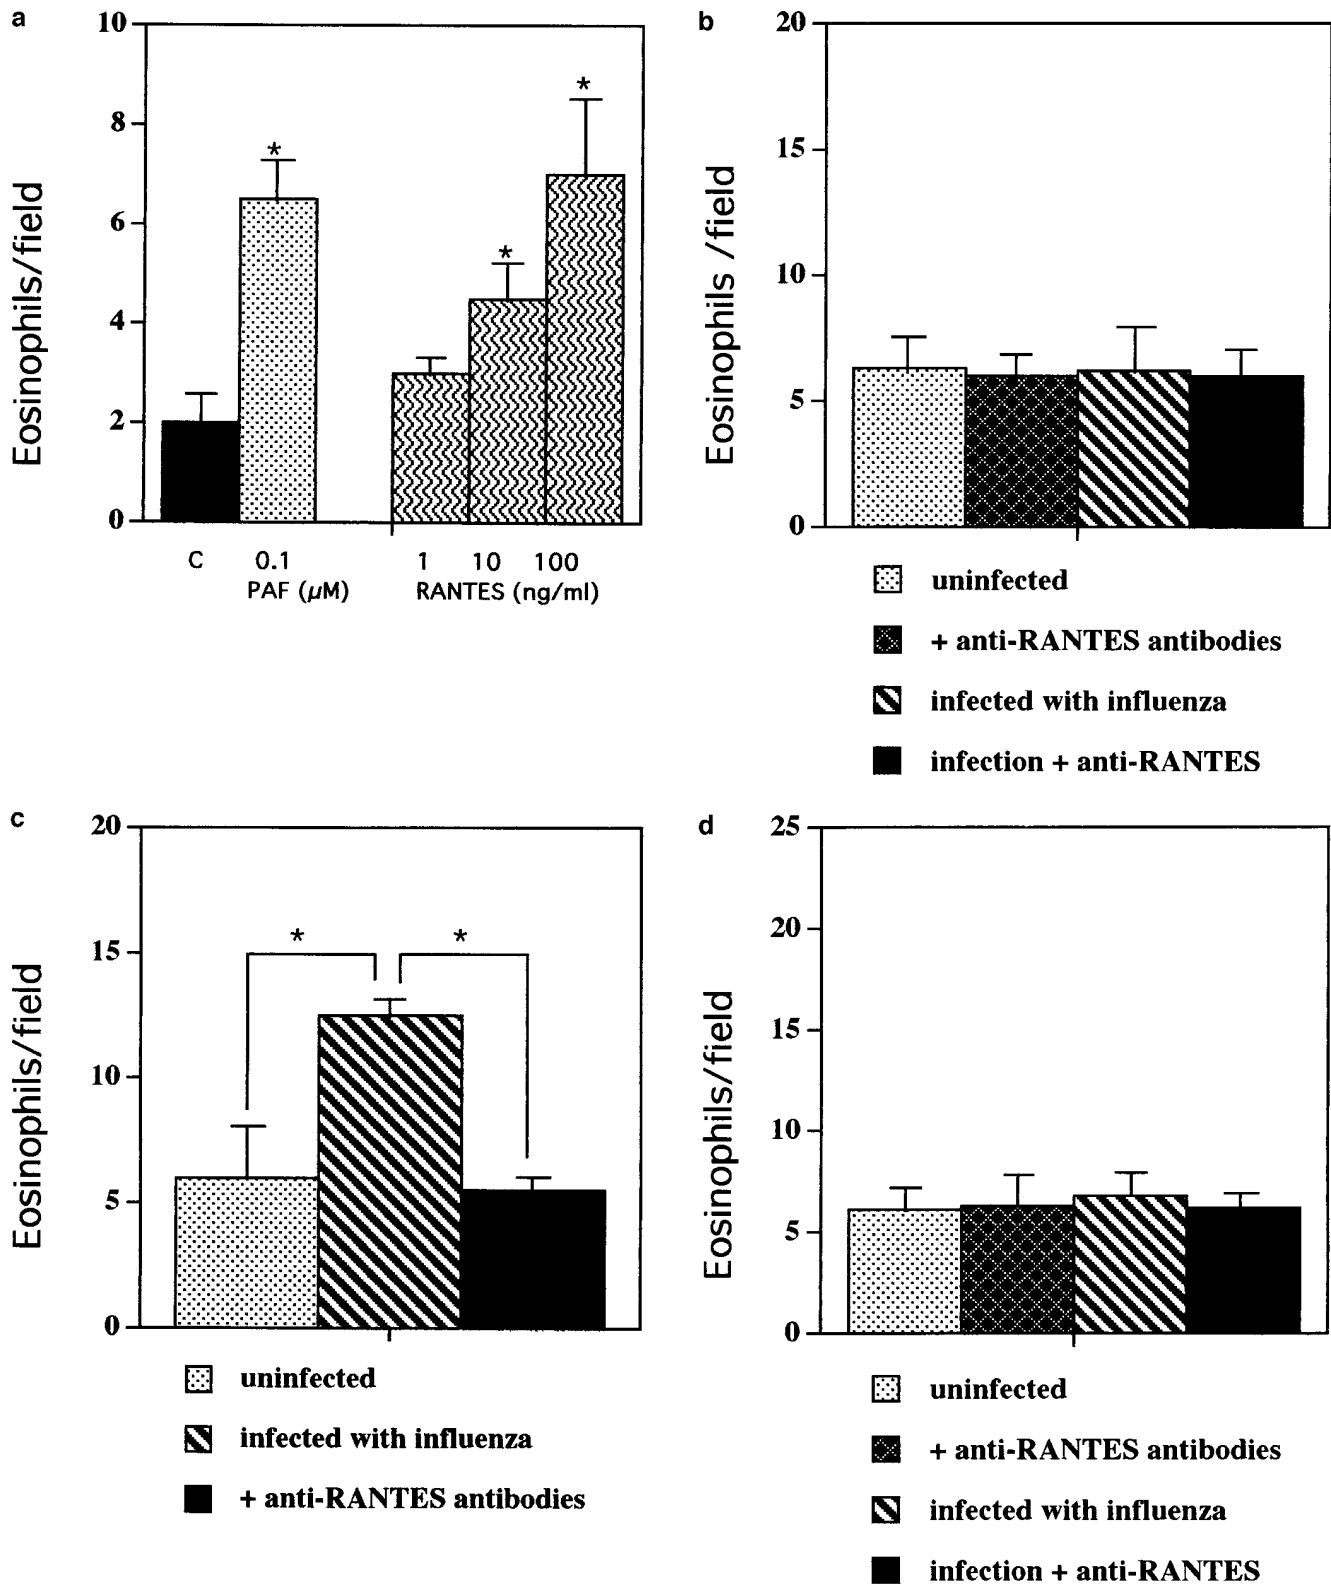 a
10
8
6
4
2
0
Eosinophils/field
*
*
*
C 0.1 1 10 100
PAF (μM) RANTES (ng/ml)
b
20
15
10
5
0
Eosinophils /field
uninfected
+ anti-RANTES antibodies
infected with influenza
infection + anti-RANTES
c
20
15
10
5
0
Eosinophils/field
* *
uninfected
infected with influenza
+ anti-RANTES antibodies
d
25
20
15
10
5
0
Eosinophils/field
uninfected
+ anti-RANTES antibodies
infected with influenza
infection + anti-RANTES